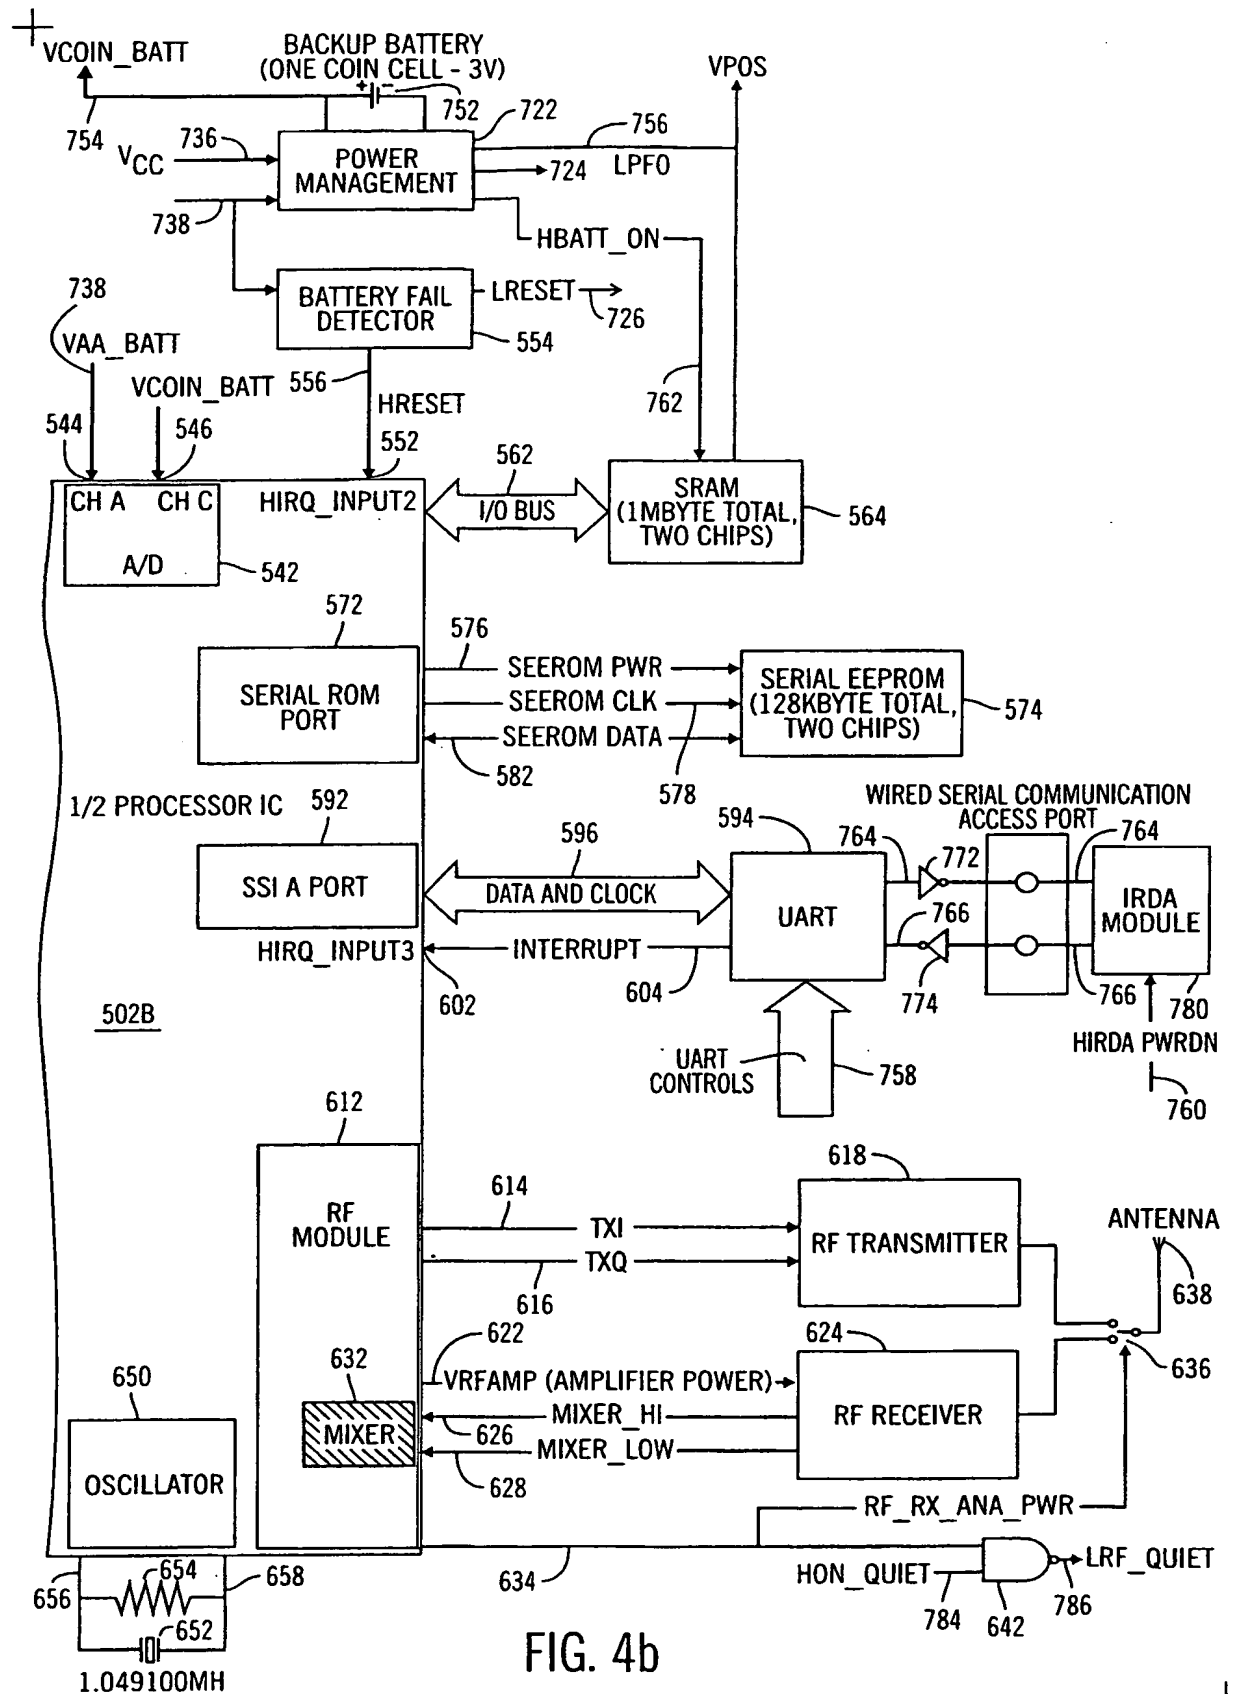 VCOIN_BATT
BACKUP BATTERY
(ONE COIN CELL - 3V)
+ -
752
754
VPOS
722
756
VCC
736
POWER
MANAGEMENT
724
LPFO
738
HBATT_ON
738
BATTERY FAIL
DETECTOR
LRESET
726
554
VAA_BATT
VCOIN_BATT
556
HRESET
762
544
546
552
562
CH A
CH C
HIRQ_INPUT2
I/O BUS
SRAM
(1MBYTE TOTAL,
TWO CHIPS)
564
A/D
542
572
576
SERIAL ROM
PORT
SEEROM PWR
SEEROM CLK
SEEROM DATA
SERIAL EEPROM
(128KBYTE TOTAL,
TWO CHIPS)
574
582
578
1/2 PROCESSOR IC
592
596
594
WIRED SERIAL COMMUNICATION
ACCESS PORT
764
772
764
SSI A PORT
DATA AND CLOCK
UART
IRDA
MODULE
766
HIRQ_INPUT3
INTERRUPT
602
604
774
766
780
502B
HIRDA PWRDN
UART
CONTROLS
758
760
612
618
614
RF
MODULE
TXI
TXQ
RF TRANSMITTER
ANTENNA
616
638
622
624
632
VRFAMP (AMPLIFIER POWER)
636
650
MIXER
MIXER_HI
626
RF RECEIVER
MIXER_LOW
628
OSCILLATOR
RF_RX_ANA_PWR
656
654
658
634
HON_QUIET
LRF_QUIET
784
642
786
652
1.049100MH
FIG. 4b